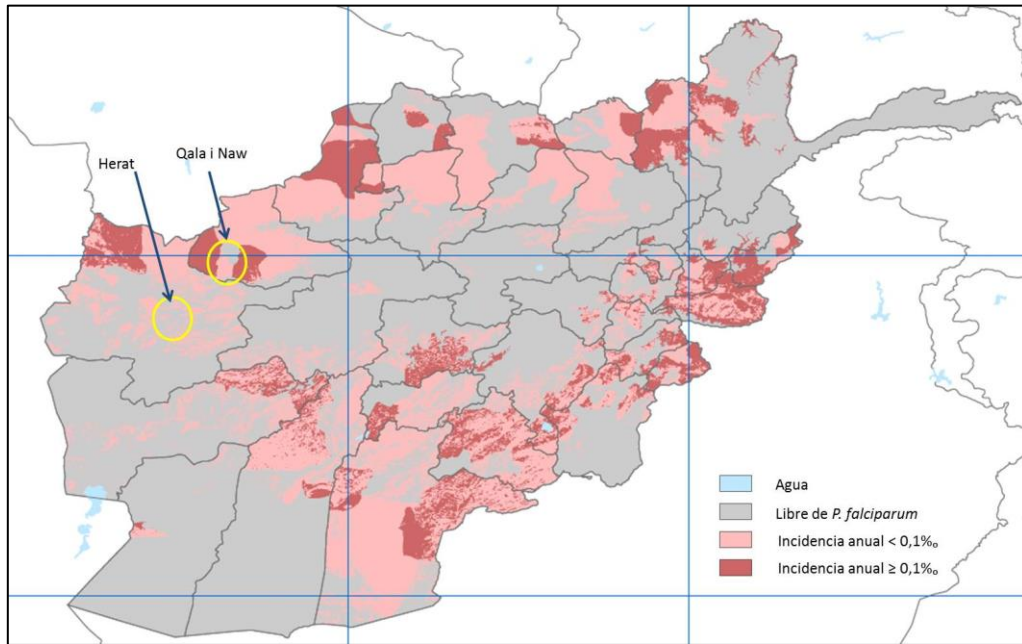 Qala i Naw
Herat
Agua
Libre de P. falciparum
Incidencia anual < 0,1‰
Incidencia anual ≥ 0,1‰